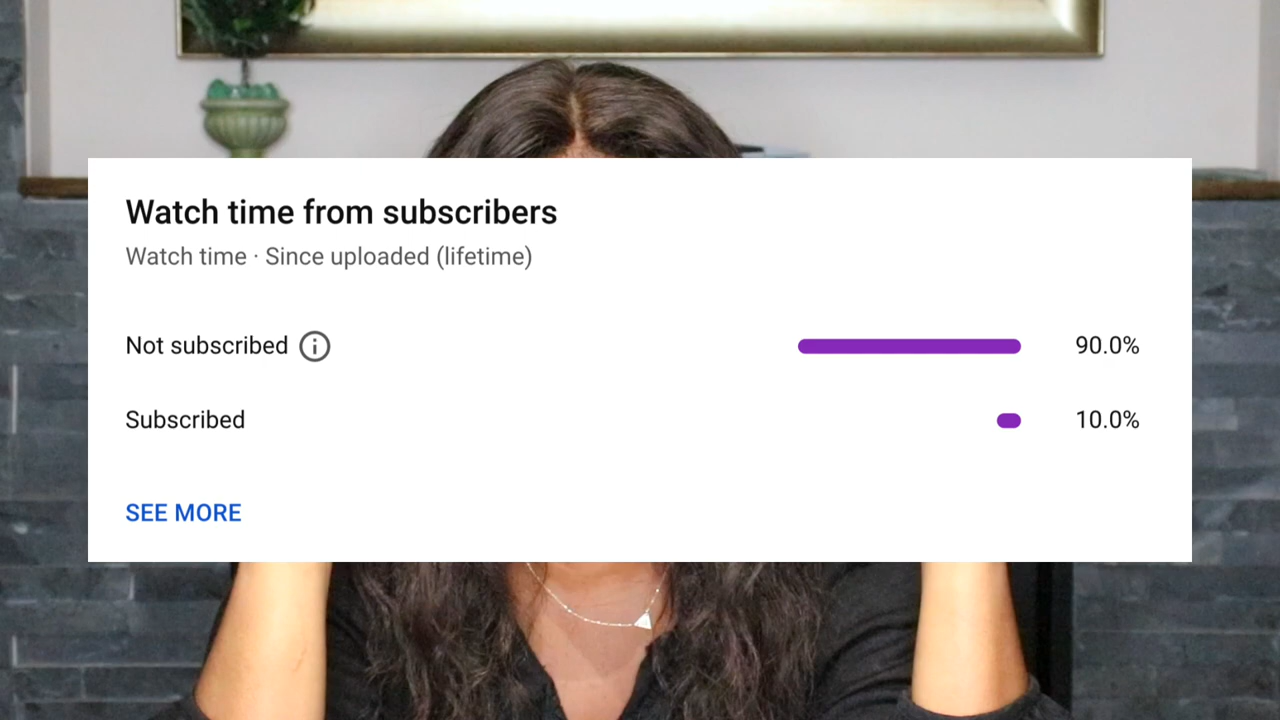 Watch time from subscribers
Watch time · Since uploaded (lifetime)
Not subscribed 90.0%
Subscribed 10.0%
SEE MORE